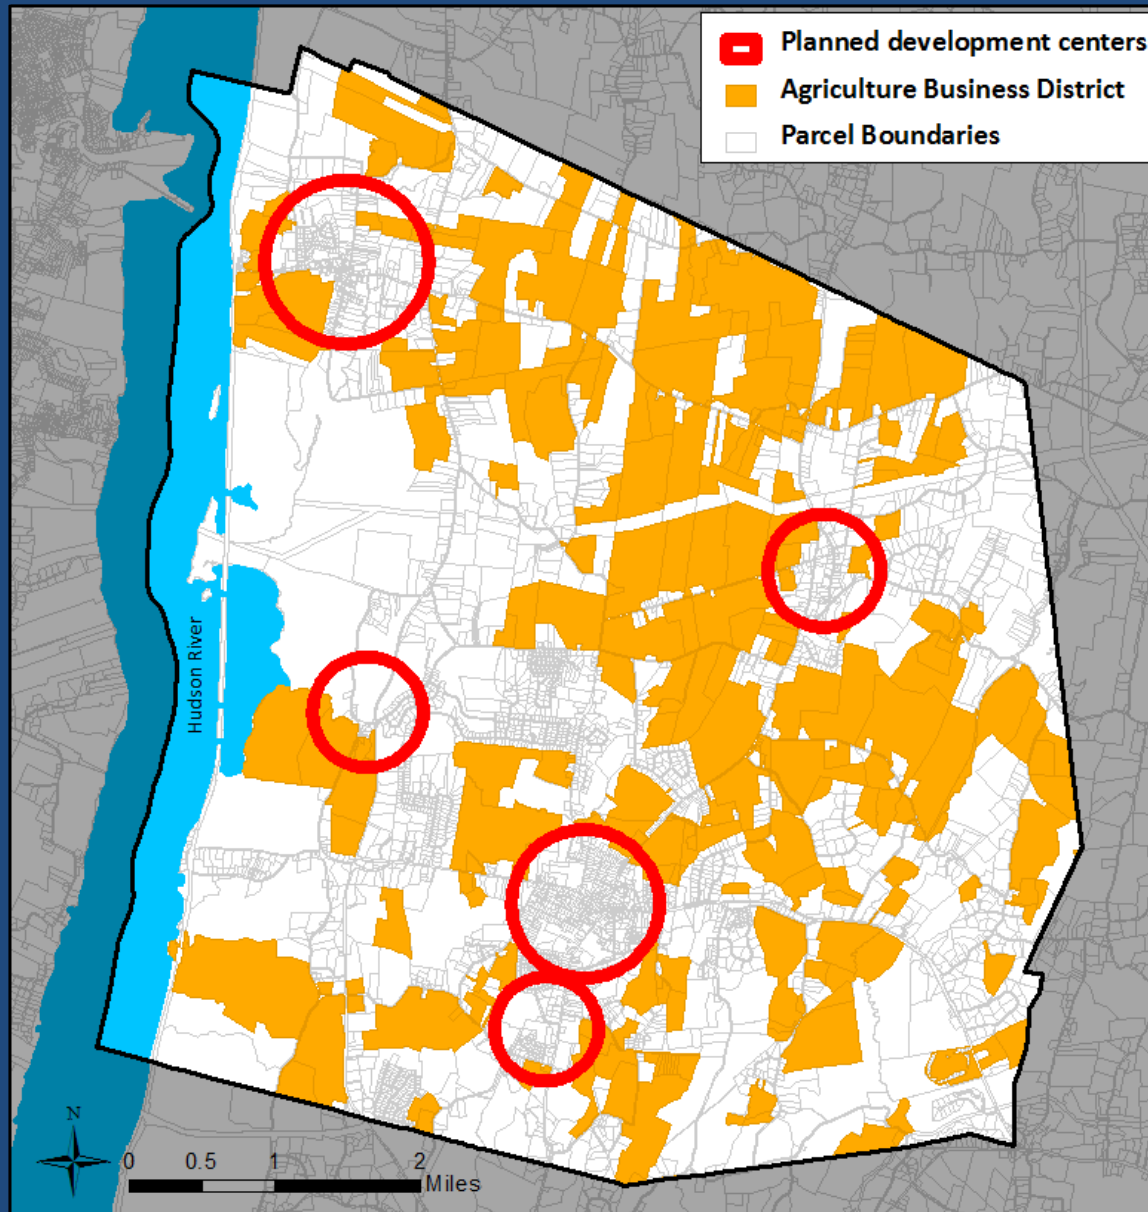 Planned development centers
Agriculture Business District
Parcel Boundaries
Hudson River
N
0 0.5 1 2
Miles